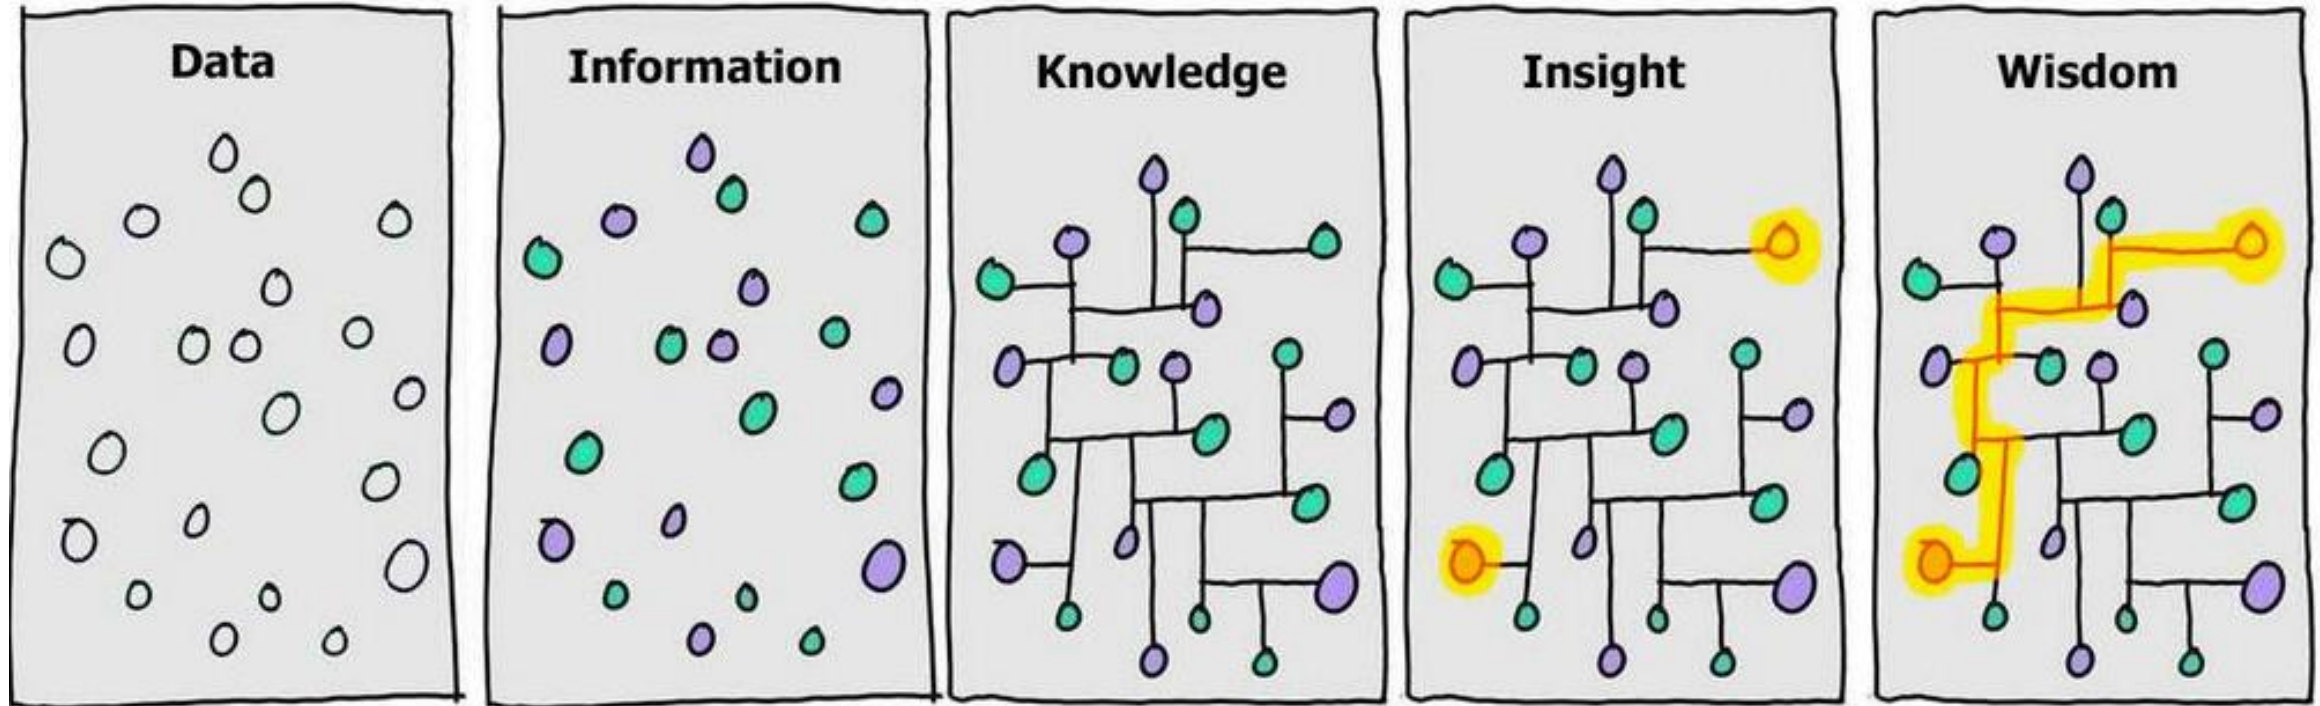 Data
Information
Knowledge
Insight
Wisdom